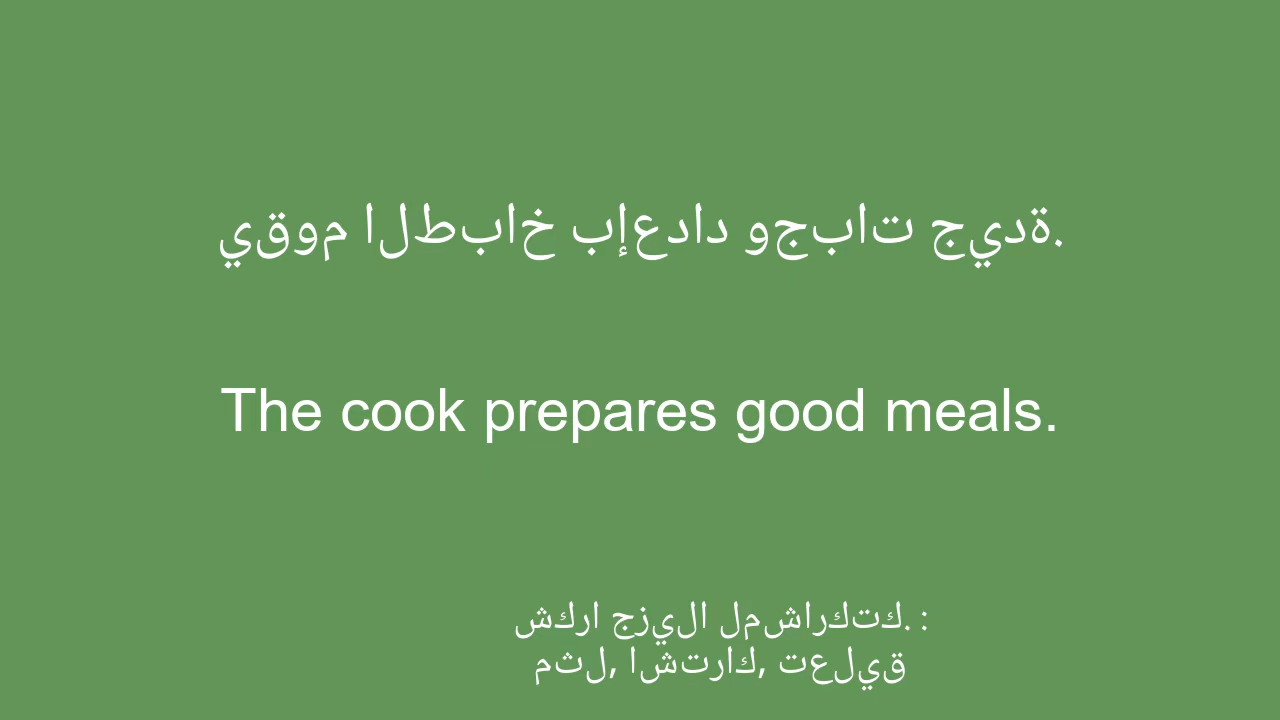 يقوم الطباخ بإعداد وجبات جيدة.
The cook prepares good meals.
شكرا جزيلا لمشاركتك. :
مثل, اشتراك, تعليق